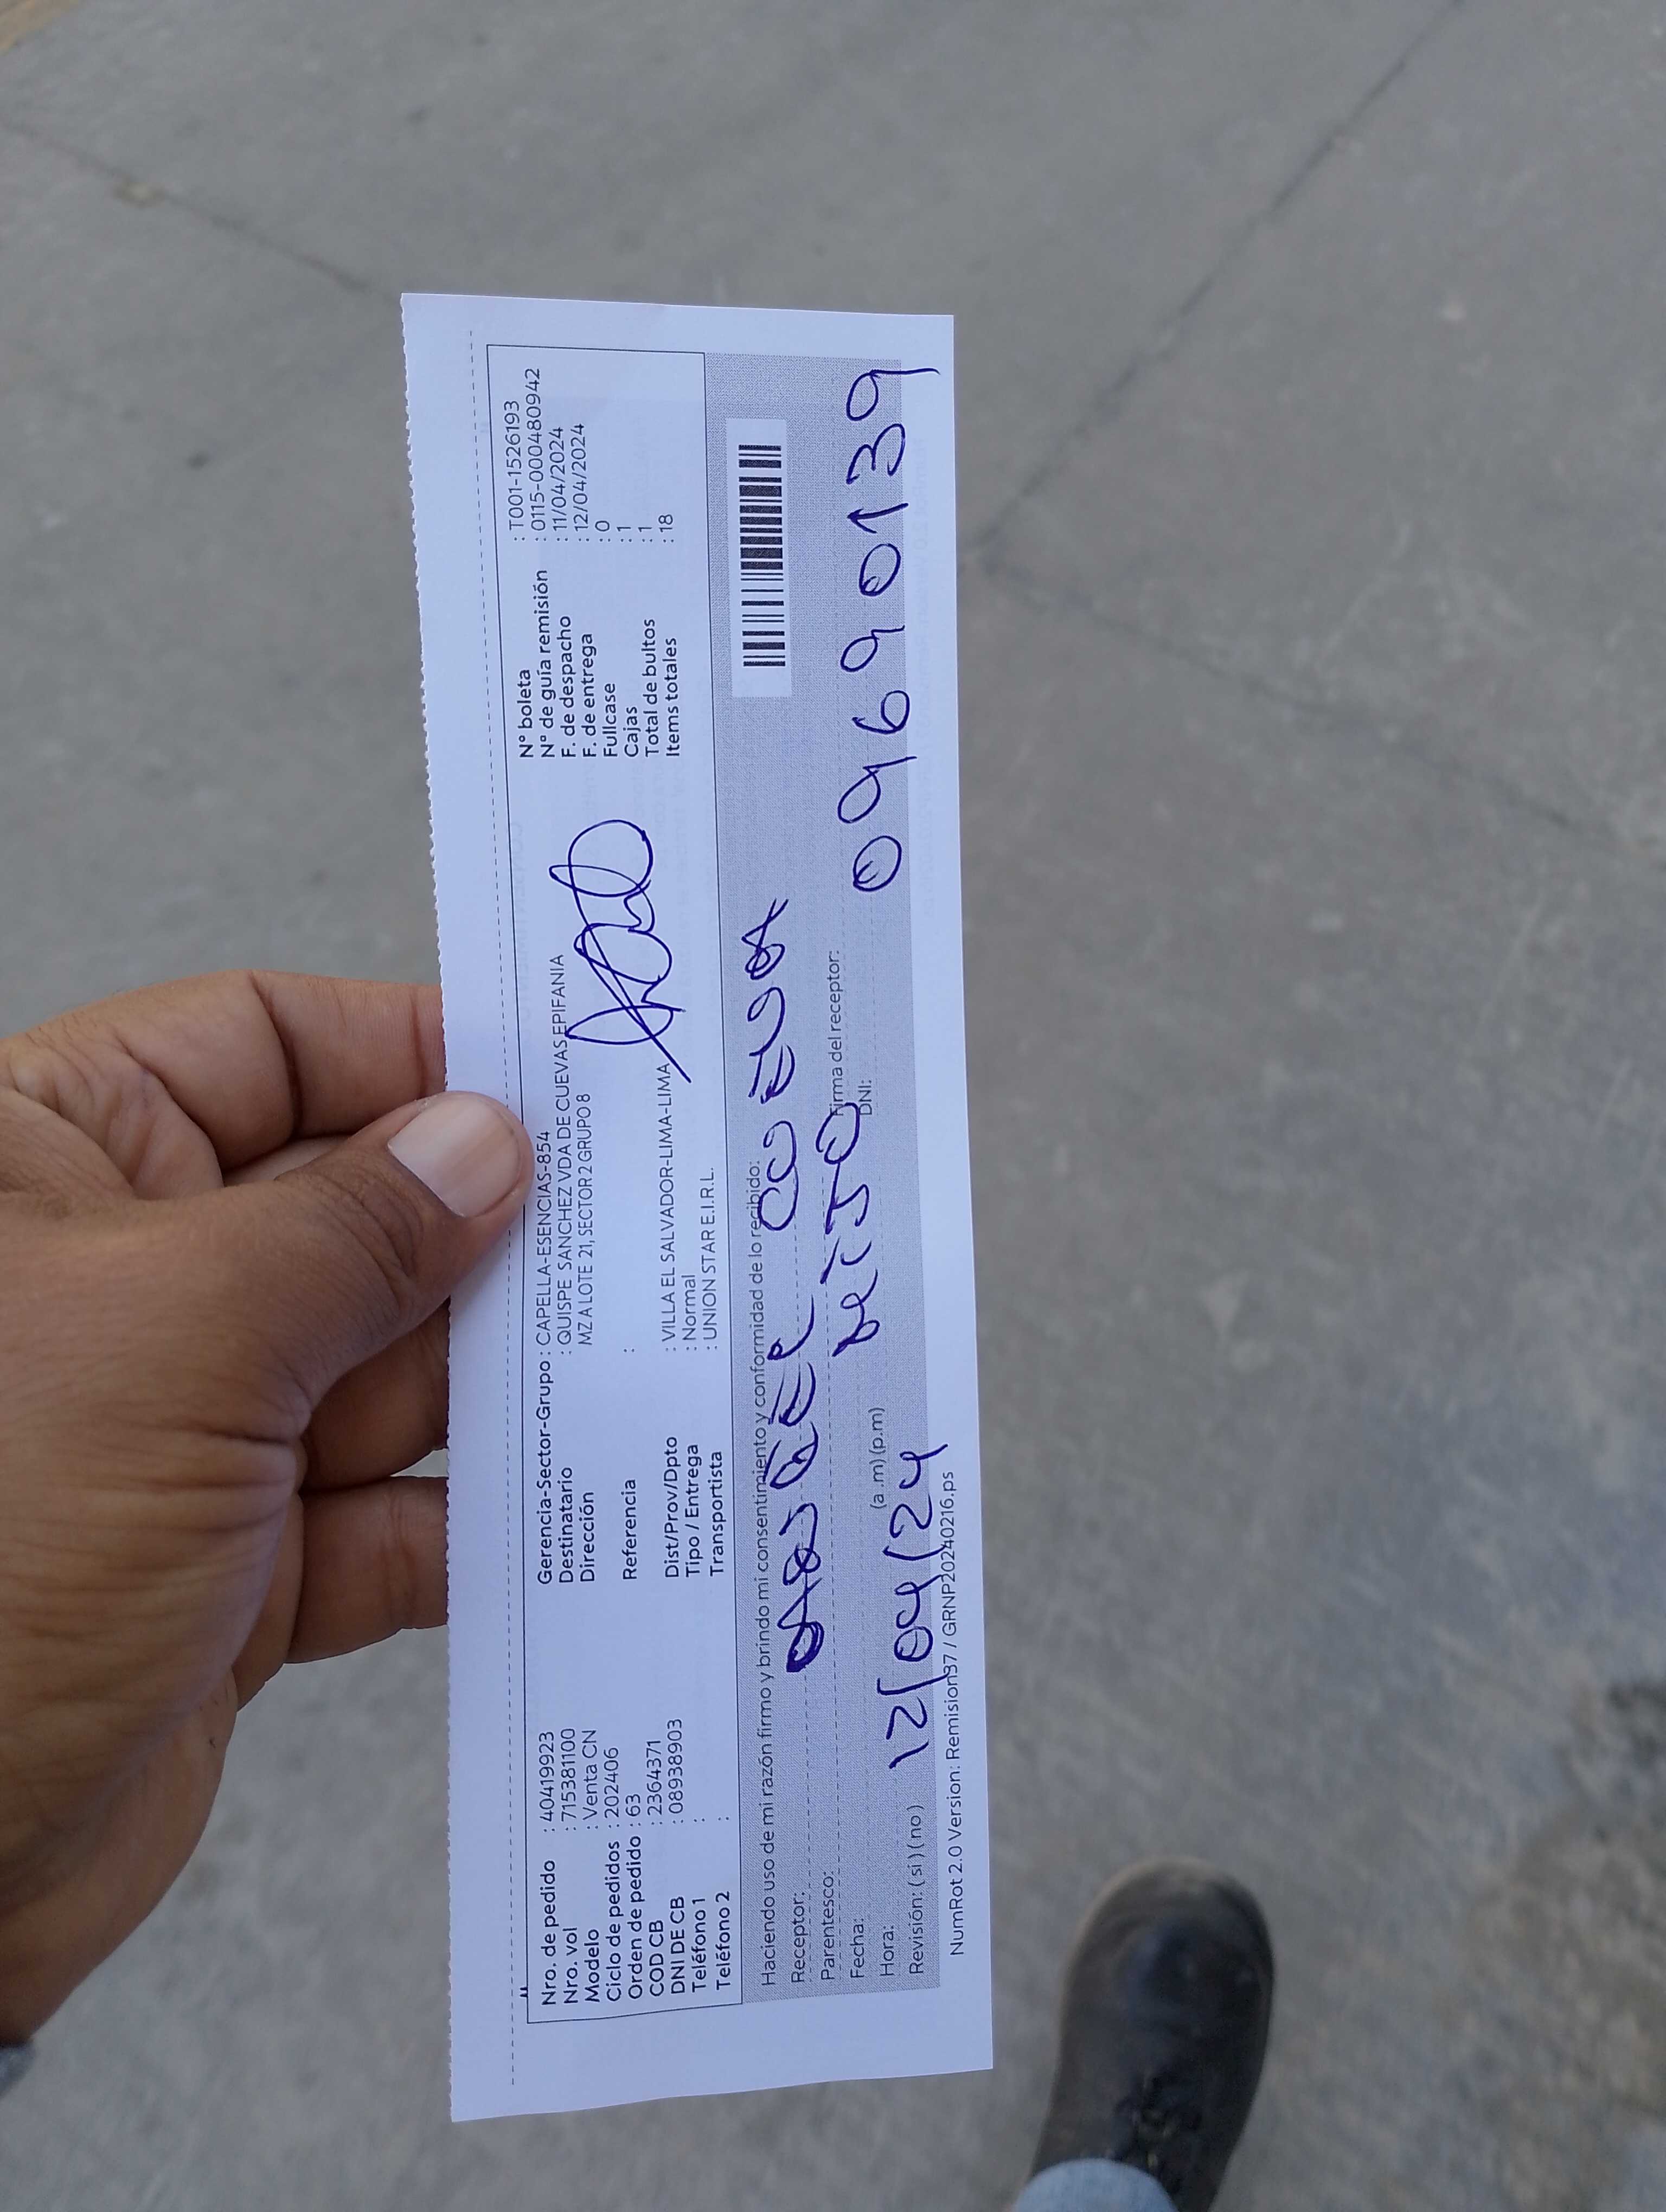 Nro. de pedido : 40419923
Nro. vol : 715381100
Modelo : Venta CN
Ciclo de pedidos : 202406
Orden de pedido : 63
COD CB : 2364371
DNI DE CB : 08938903
Teléfono 1 :
Teléfono 2 :
Gerencia-Sector-Grupo : CAPELLA-ESENCIAS-854
Destinatario : QUISPE SANCHEZ VDA DE CUEVAS EPIFANIA
Dirección MZ A LOTE 21, SECTOR 2 GRUPO 8
Referencia :
Dist/Prov/Dpto : VILLA EL SALVADOR-LIMA-LIMA
Tipo / Entrega : Normal
Transportista : UNION STAR E.I.R.L.
N° boleta : T001-1526193
N° de guía remisión : 0115-0000480942
F. de despacho : 11/04/2024
F. de entrega : 12/04/2024
Fullcase : 0
Cajas : 1
Total de bultos : 1
Items totales : 18
Haciendo uso de mi razón firmo y brindo mi consentimiento y conformidad de lo recibido:
Receptor:
Parentesco:
Fecha: Firma del receptor:
Hora: (a.m) (p.m) DNI: 09690139
12/04/24
Revisión: ( si ) ( no )
NumRot 2.0 Version: Remision37 / GRNP20240216.ps